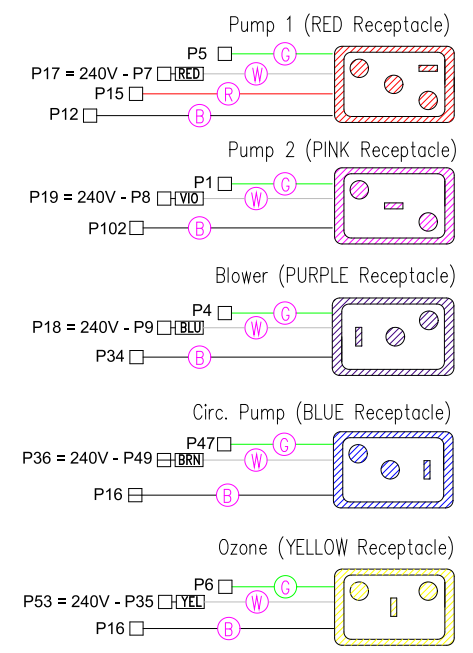 Pump 1 (RED Receptacle)
P5 G
P17 = 240V - P7 RED W
P15 R
P12 B
Pump 2 (PINK Receptacle)
P1 G
P19 = 240V - P8 VIO W
P102 B
Blower (PURPLE Receptacle)
P4 G
P18 = 240V - P9 BLU W
P34 B
Circ. Pump (BLUE Receptacle)
P47 G
P36 = 240V - P49 BRN W
P16 B
Ozone (YELLOW Receptacle)
P6 G
P53 = 240V - P35 YEL W
P16 B